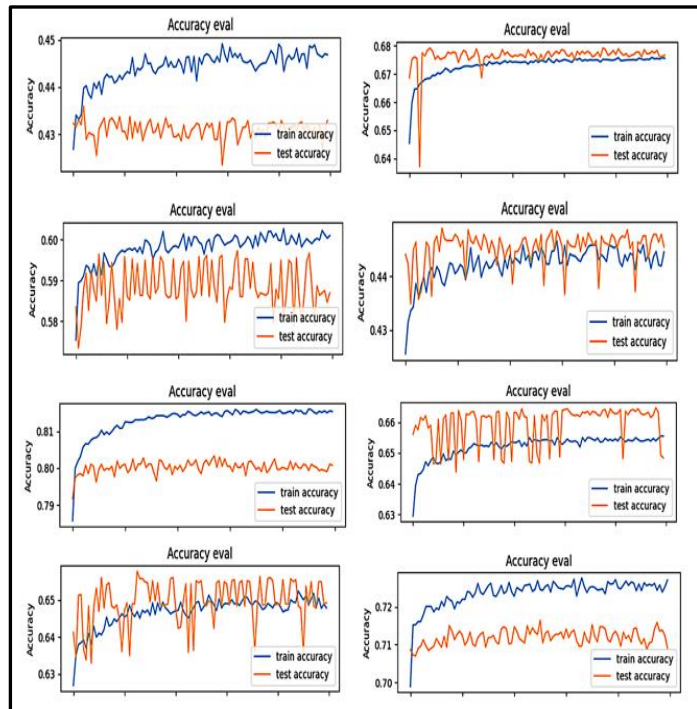 Accuracy eval
0.45
0.44
0.43
Accuracy
train accuracy
test accuracy
Accuracy eval
0.68
0.67
0.65
0.64
Accuracy
train accuracy
test accuracy
Accuracy eval
0.60
0.59
0.58
Accuracy
train accuracy
test accuracy
Accuracy eval
0.44
0.43
Accuracy
train accuracy
test accuracy
Accuracy eval
0.81
0.80
0.79
Accuracy
train accuracy
test accuracy
Accuracy eval
0.66
0.65
0.64
0.63
Accuracy
train accuracy
test accuracy
Accuracy eval
0.65
0.64
0.63
Accuracy
train accuracy
test accuracy
Accuracy eval
0.72
0.71
0.70
Accuracy
train accuracy
test accuracy